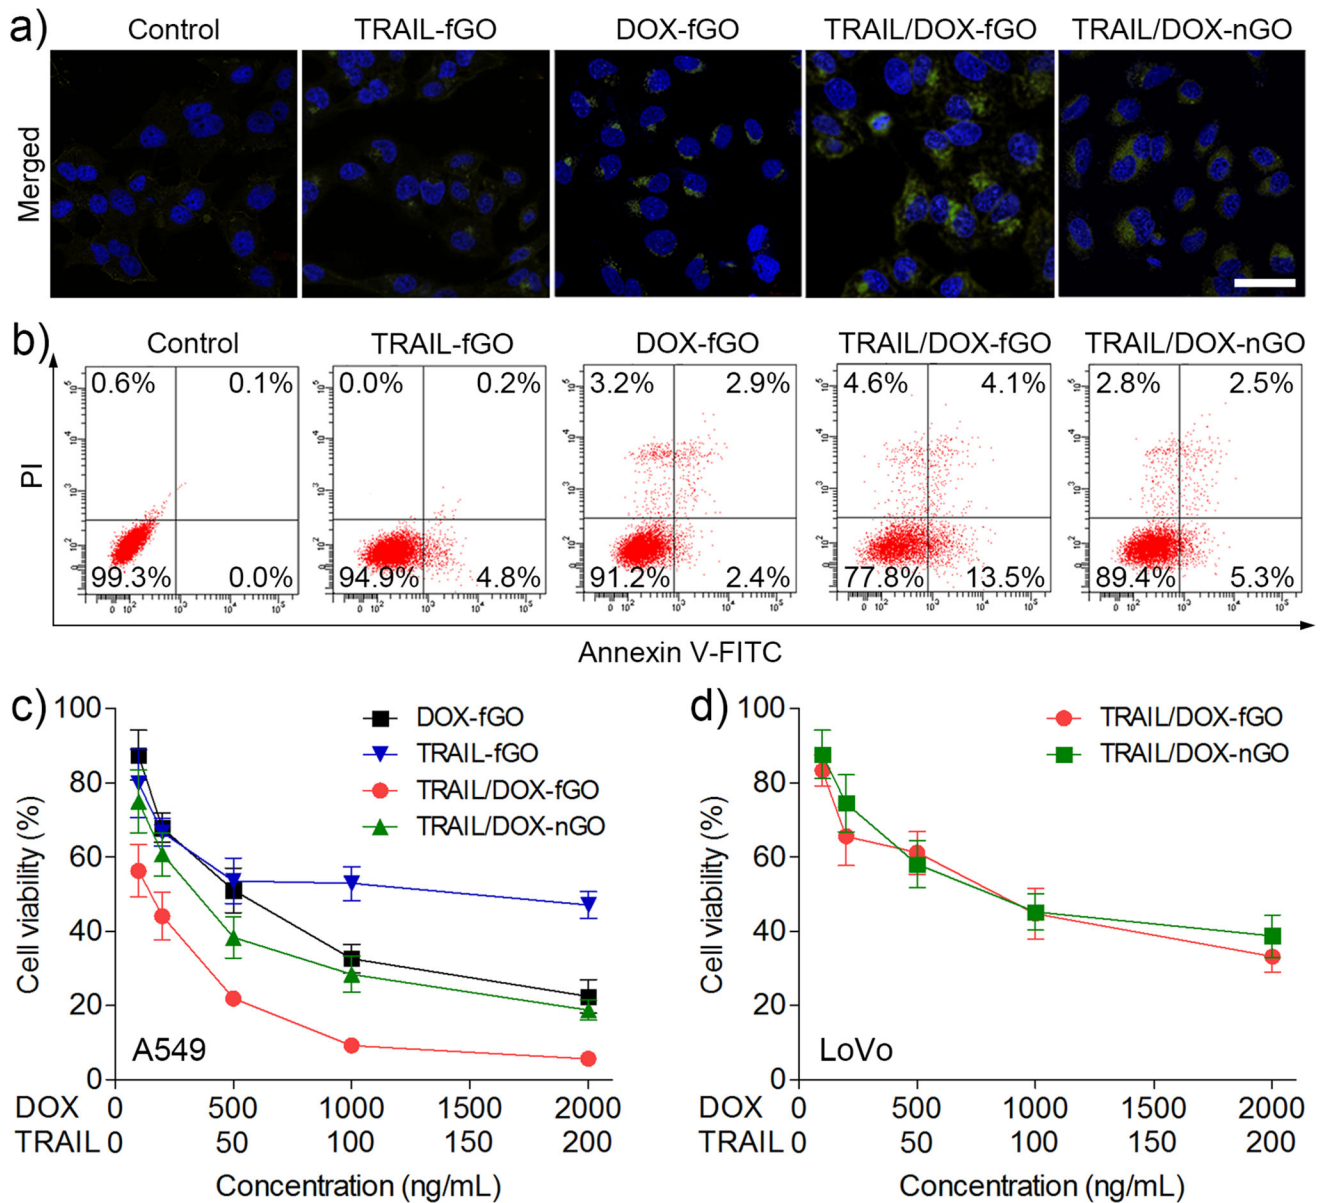 a)
Control TRAIL-fGO DOX-fGO TRAIL/DOX-fGO TRAIL/DOX-nGO
Merged
b)
Control TRAIL-fGO DOX-fGO TRAIL/DOX-fGO TRAIL/DOX-nGO
0.6% 0.1% 0.0% 0.2% 3.2% 2.9% 4.6% 4.1% 2.8% 2.5%
PI
99.3% 0.0% 94.9% 4.8% 91.2% 2.4% 77.8% 13.5% 89.4% 5.3%
Annexin V-FITC
c)
DOX-fGO
TRAIL-fGO
TRAIL/DOX-fGO
TRAIL/DOX-nGO
Cell viability (%)
100
80
60
40
20
0
A549
DOX 0 500 1000 1500 2000
TRAIL 0 50 100 150 200
Concentration (ng/mL)
d)
TRAIL/DOX-fGO
TRAIL/DOX-nGO
Cell viability (%)
100
80
60
40
20
0
LoVo
DOX 0 500 1000 1500 2000
TRAIL 0 50 100 150 200
Concentration (ng/mL)